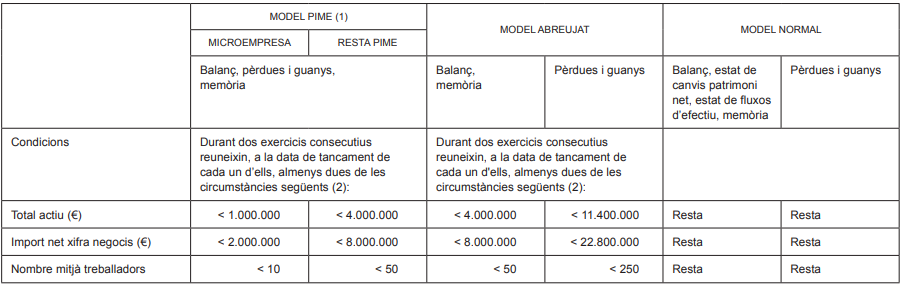 MODEL PIME (1)
MODEL ABREUJAT
MODEL NORMAL
MICROEMPRESA
RESTA PIME
Balanç, pèrdues i guanys,
memòria
Balanç,
memòria
Pèrdues i guanys
Balanç, estat de
canvis patrimoni
net, estat de fluxos
d'efectiu, memòria
Pèrdues i guanys
Condicions
Durant dos exercicis consecutius
reuneixin, a la data de tancament de
cada un d'ells, almenys dues de les
circumstàncies següents (2):
Durant dos exercicis consecutius
reuneixin, a la data de tancament de
cada un d'ells, almenys dues de les
circumstàncies següents (2):
Total actiu (€) < 1.000.000 < 4.000.000 < 4.000.000 < 11.400.000 Resta Resta
Import net xifra negocis (€) < 2.000.000 < 8.000.000 < 8.000.000 < 22.800.000 Resta Resta
Nombre mitjà treballadors < 10 < 50 < 50 < 250 Resta Resta